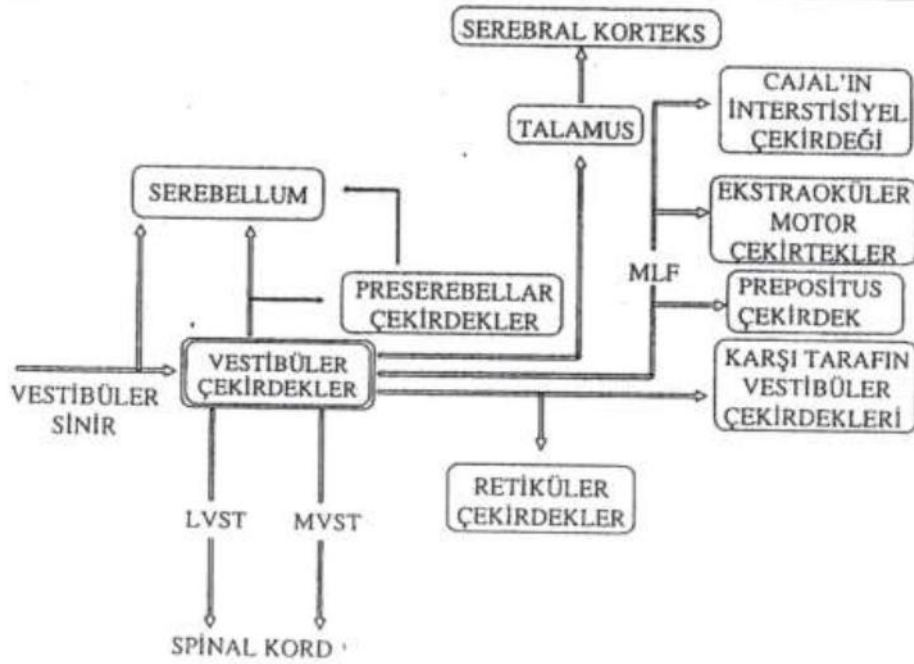 SEREBRAL KORTEKS
CAJAL'IN
İNTERSTİSİYEL
ÇEKİRDEĞİ
TALAMUS
SEREBELLUM
EKSTRAOKÜLER
MOTOR
ÇEKİRTEKLER
MLF
PRESEREBELLAR
ÇEKİRDEKLER
PREPOSİTUS
ÇEKİRDEK
VESTİBÜLER
ÇEKİRDEKLER
KARŞI TARAFIN
VESTİBÜLER
ÇEKİRDEKLERİ
VESTİBÜLER
SİNİR
RETİKÜLER
ÇEKİRDEKLER
LVST
MVST
SPİNAL KORD